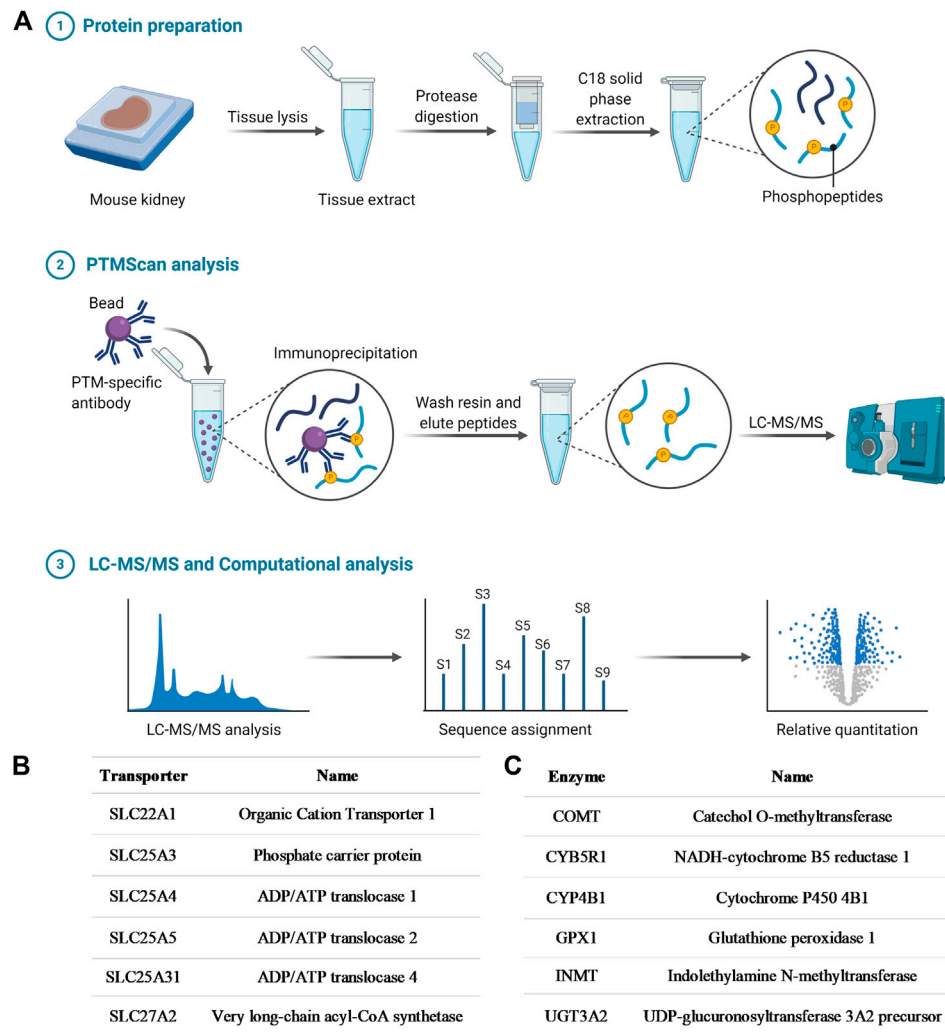 A
1 Protein preparation
Tissue lysis
Protease
digestion
C18 solid
phase
extraction
P
P
P
Mouse kidney
Tissue extract
Phosphopeptides
2 PTMScan analysis
Bead
PTM-specific
antibody
Immunoprecipitation
P
P
Wash resin and
elute peptides
P
P
P
LC-MS/MS
3 LC-MS/MS and Computational analysis
LC-MS/MS analysis
S1
S2
S3
S4
S5
S6
S7
S8
S9
Sequence assignment
Relative quantitation
B
Transporter Name
SLC22A1 Organic Cation Transporter 1
SLC25A3 Phosphate carrier protein
SLC25A4 ADP/ATP translocase 1
SLC25A5 ADP/ATP translocase 2
SLC25A31 ADP/ATP translocase 4
SLC27A2 Very long-chain acyl-CoA synthetase
C
Enzyme Name
COMT Catechol O-methyltransferase
CYB5R1 NADH-cytochrome B5 reductase 1
CYP4B1 Cytochrome P450 4B1
GPX1 Glutathione peroxidase 1
INMT Indolethylamine N-methyltransferase
UGT3A2 UDP-glucuronosyltransferase 3A2 precursor